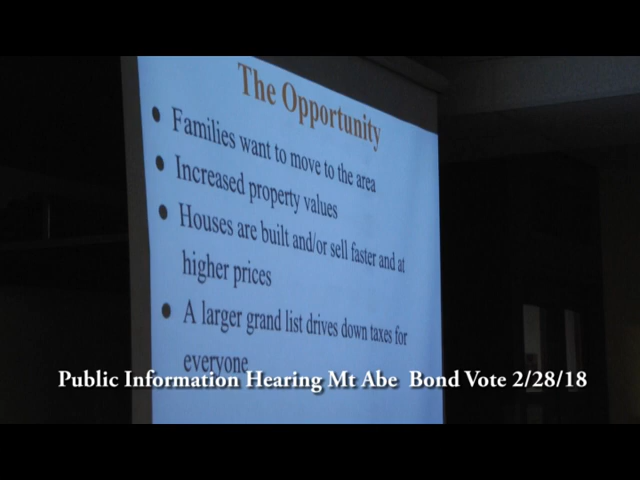 The Opportunity
• Families want to move to the area
• Increased property values
• Houses are built and/or sell faster and at
higher prices
• A larger grand list drives down taxes for
everyone
Public Information Hearing Mt Abe Bond Vote 2/28/18